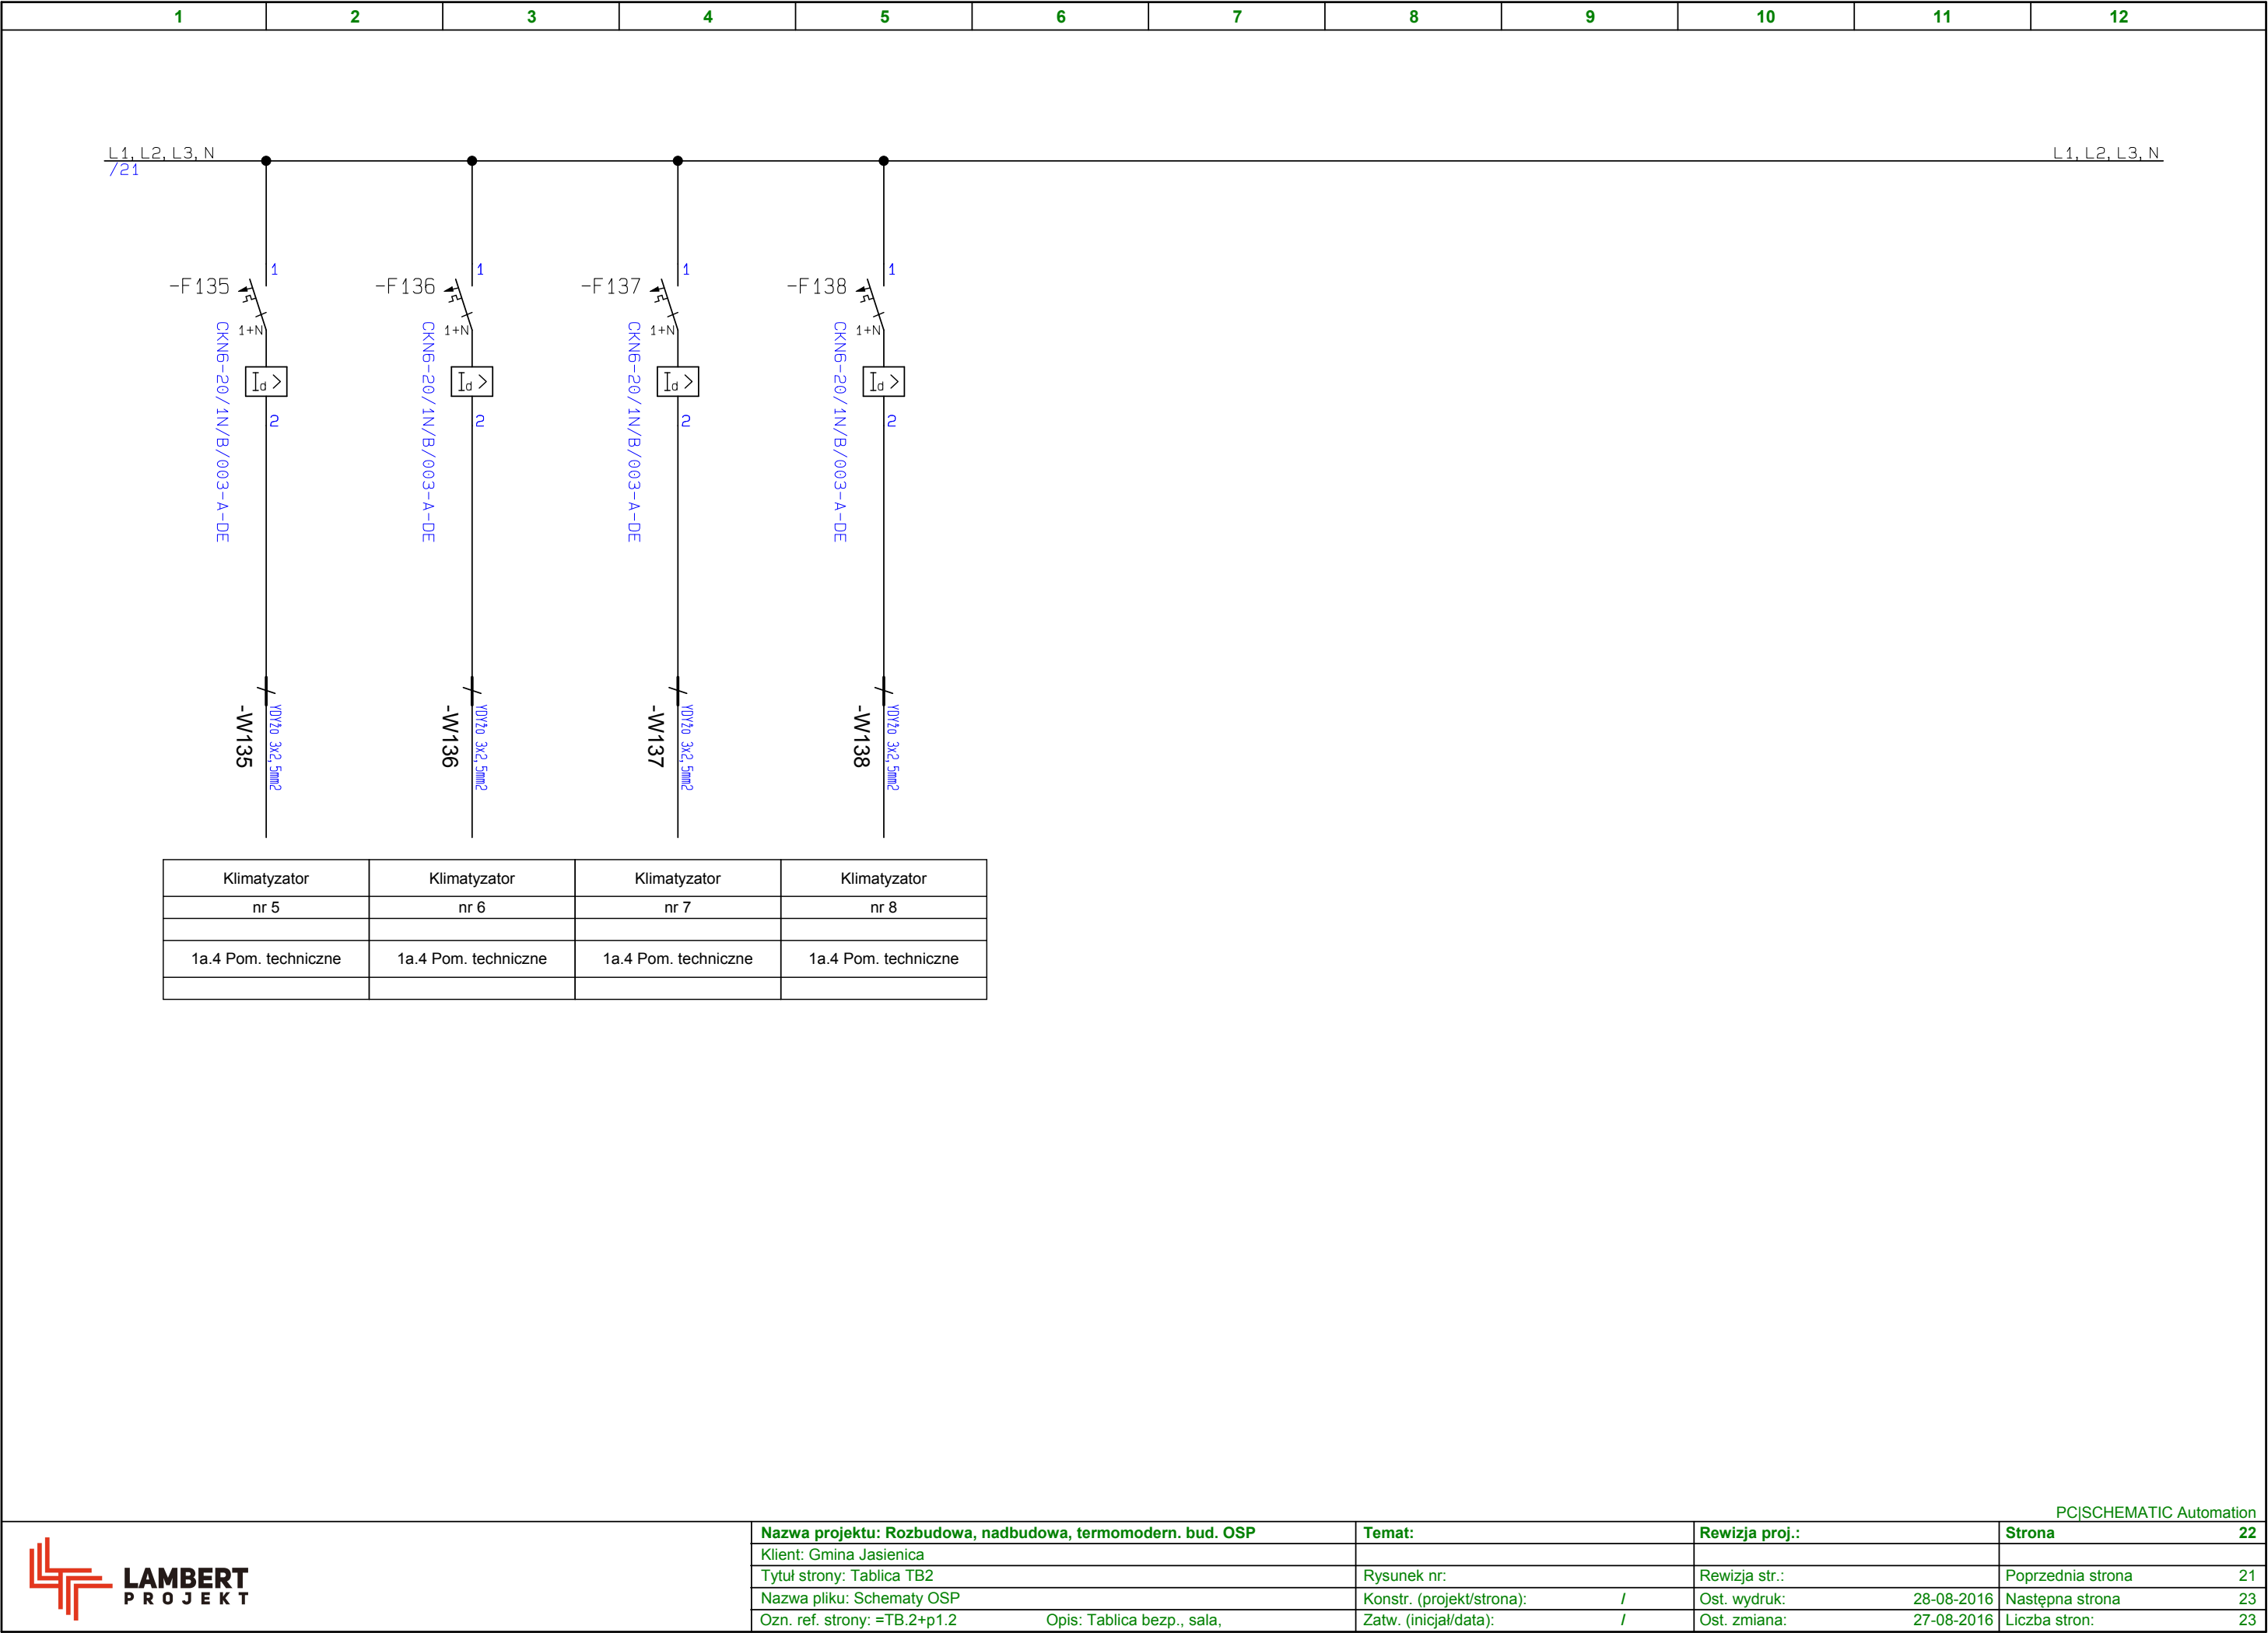 1 2 3 4 5 6 7 8 9 10 11 12
L1, L2, L3, N L1, L2, L3, N
/21
1 1 1 1
-F135 -F136 -F137 -F138
1+N 1+N 1+N 1+N
CKN6-20/1N/B/003-A-DE CKN6-20/1N/B/003-A-DE CKN6-20/1N/B/003-A-DE CKN6-20/1N/B/003-A-DE
Id > Id > Id > Id >
2 2 2 2
-W135 YDYżo 3x2,5mm2 -W136 YDYżo 3x2,5mm2 -W137 YDYżo 3x2,5mm2 -W138 YDYżo 3x2,5mm2
Klimatyzator Klimatyzator Klimatyzator Klimatyzator
nr 5 nr 6 nr 7 nr 8
1a.4 Pom. techniczne 1a.4 Pom. techniczne 1a.4 Pom. techniczne 1a.4 Pom. techniczne
PC|SCHEMATIC Automation
LAMBERT
PROJEKT
Nazwa projektu: Rozbudowa, nadbudowa, termomodern. bud. OSP Temat: Rewizja proj.: Strona 22
Klient: Gmina Jasienica
Tytuł strony: Tablica TB2 Rysunek nr: Rewizja str.: Poprzednia strona 21
Nazwa pliku: Schematy OSP Konstr. (projekt/strona): / Ost. wydruk: 28-08-2016 Następna strona 23
Ozn. ref. strony: =TB.2+p1.2 Opis: Tablica bezp., sala, Zatw. (inicjał/data): / Ost. zmiana: 27-08-2016 Liczba stron: 23